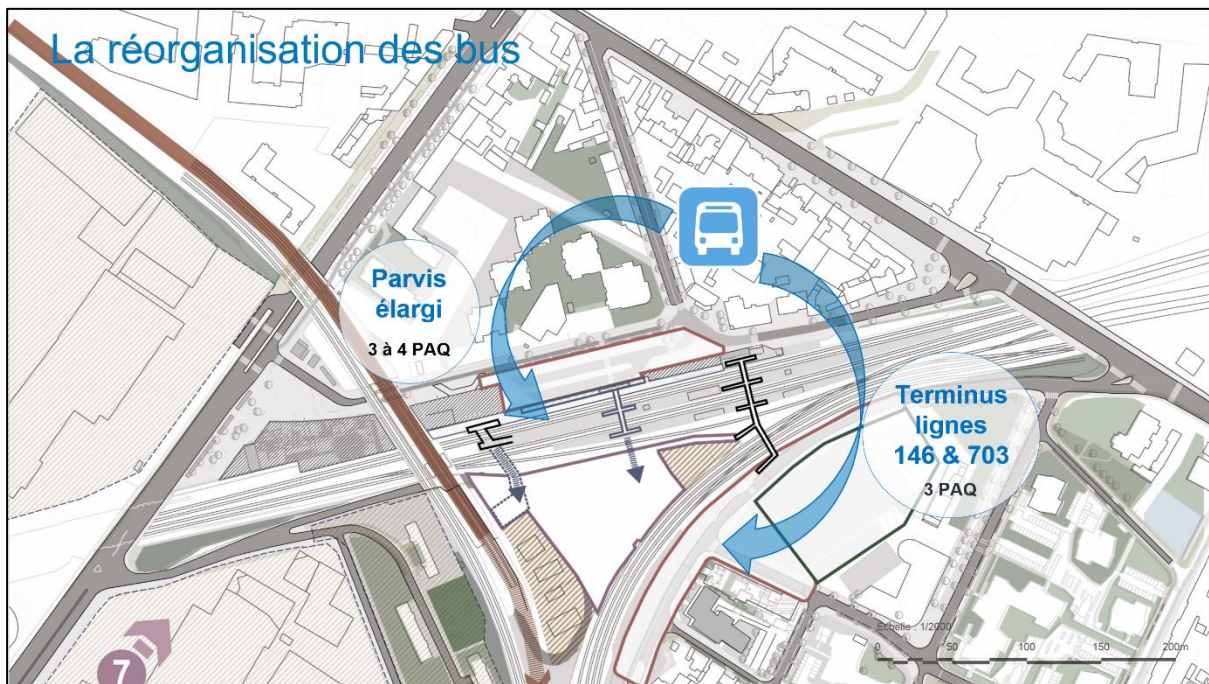 La réorganisation des bus
Parvis
élargi
3 à 4 PAQ
Terminus
lignes
146 & 703
3 PAQ
7
Echelle : 1/2000
0 50 100 150 200m